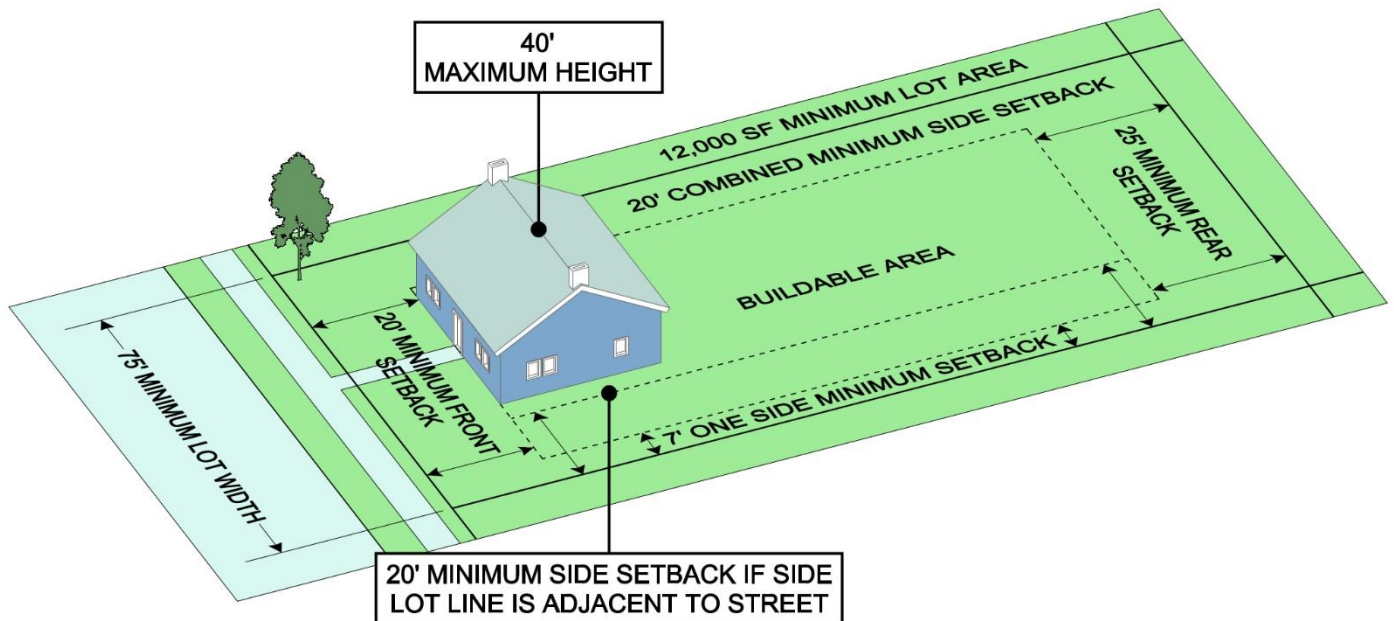 40'
MAXIMUM HEIGHT
12,000 SF MINIMUM LOT AREA
20' COMBINED MINIMUM SIDE SETBACK
25' MINIMUM REAR
SETBACK
BUILDABLE AREA
20' MINIMUM FRONT
SETBACK
75' MINIMUM LOT WIDTH
7' ONE SIDE MINIMUM SETBACK
20' MINIMUM SIDE SETBACK IF SIDE
LOT LINE IS ADJACENT TO STREET